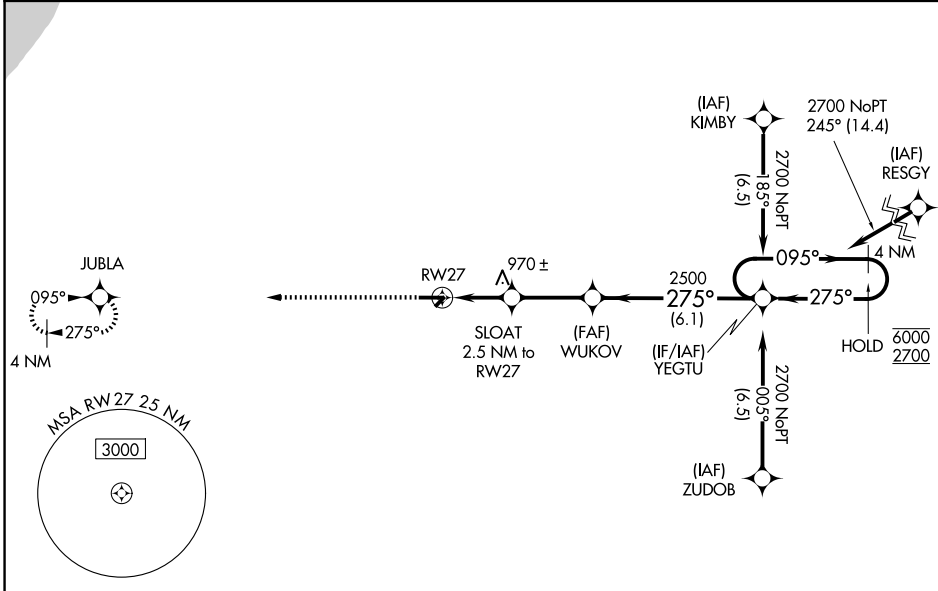 (IAF)
KIMBY
2700 NoPT
185°
(6.5)
2700 NoPT
245° (14.4)
(IAF)
RESGY
4 NM
095°
275°
HOLD
6000
2700
JUBLA
095°
275°
4 NM
RW27
970 ±
SLOAT
2.5 NM to
RW27
(FAF)
WUKOV
2500
275°
(6.1)
(IF/IAF)
YEGTU
2700 NoPT
005°
(6.5)
(IAF)
ZUDOB
MSA RW 27 25 NM
3000